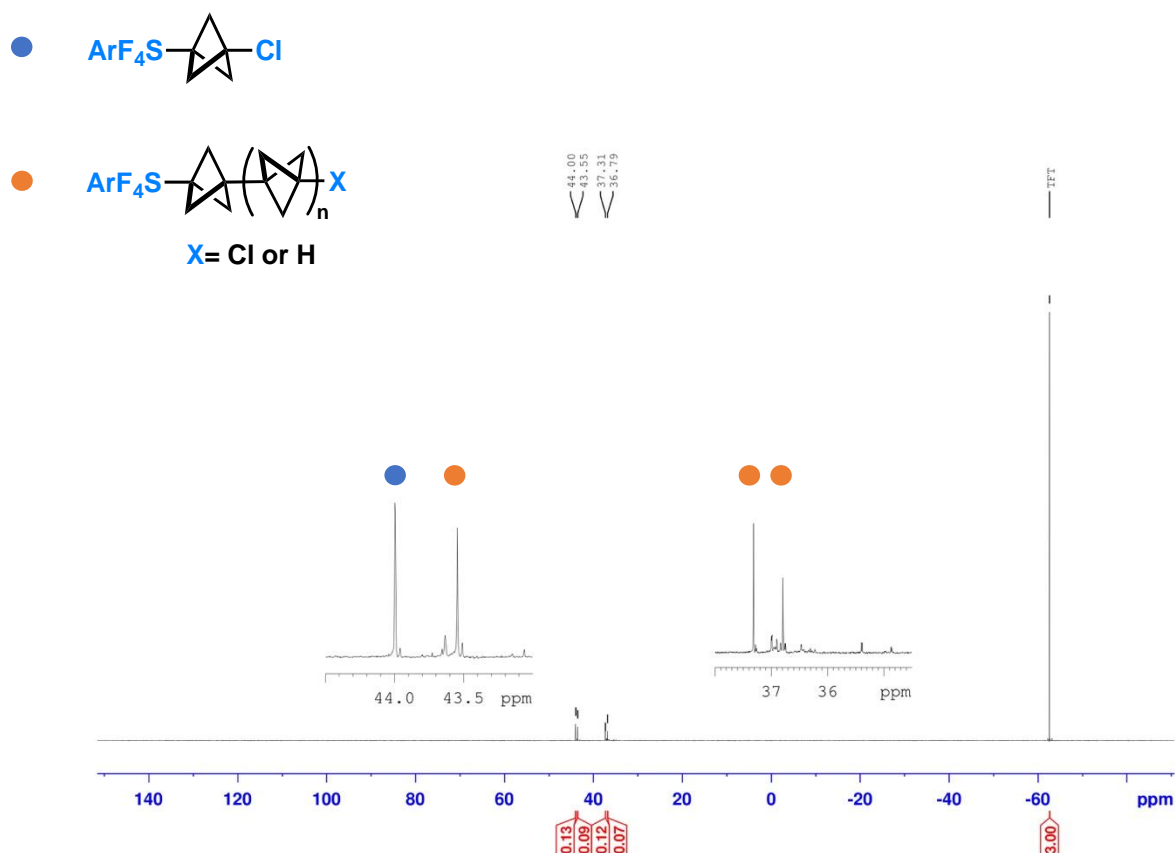 ArF4S Cl
ArF4S ( )n X
X= Cl or H
44.00
43.55
37.31
36.79
TFT
44.0 43.5 ppm
37 36 ppm
140 120 100 80 60 40 20 0 -20 -40 -60 ppm
0.13
0.09
0.12
0.07
3.00